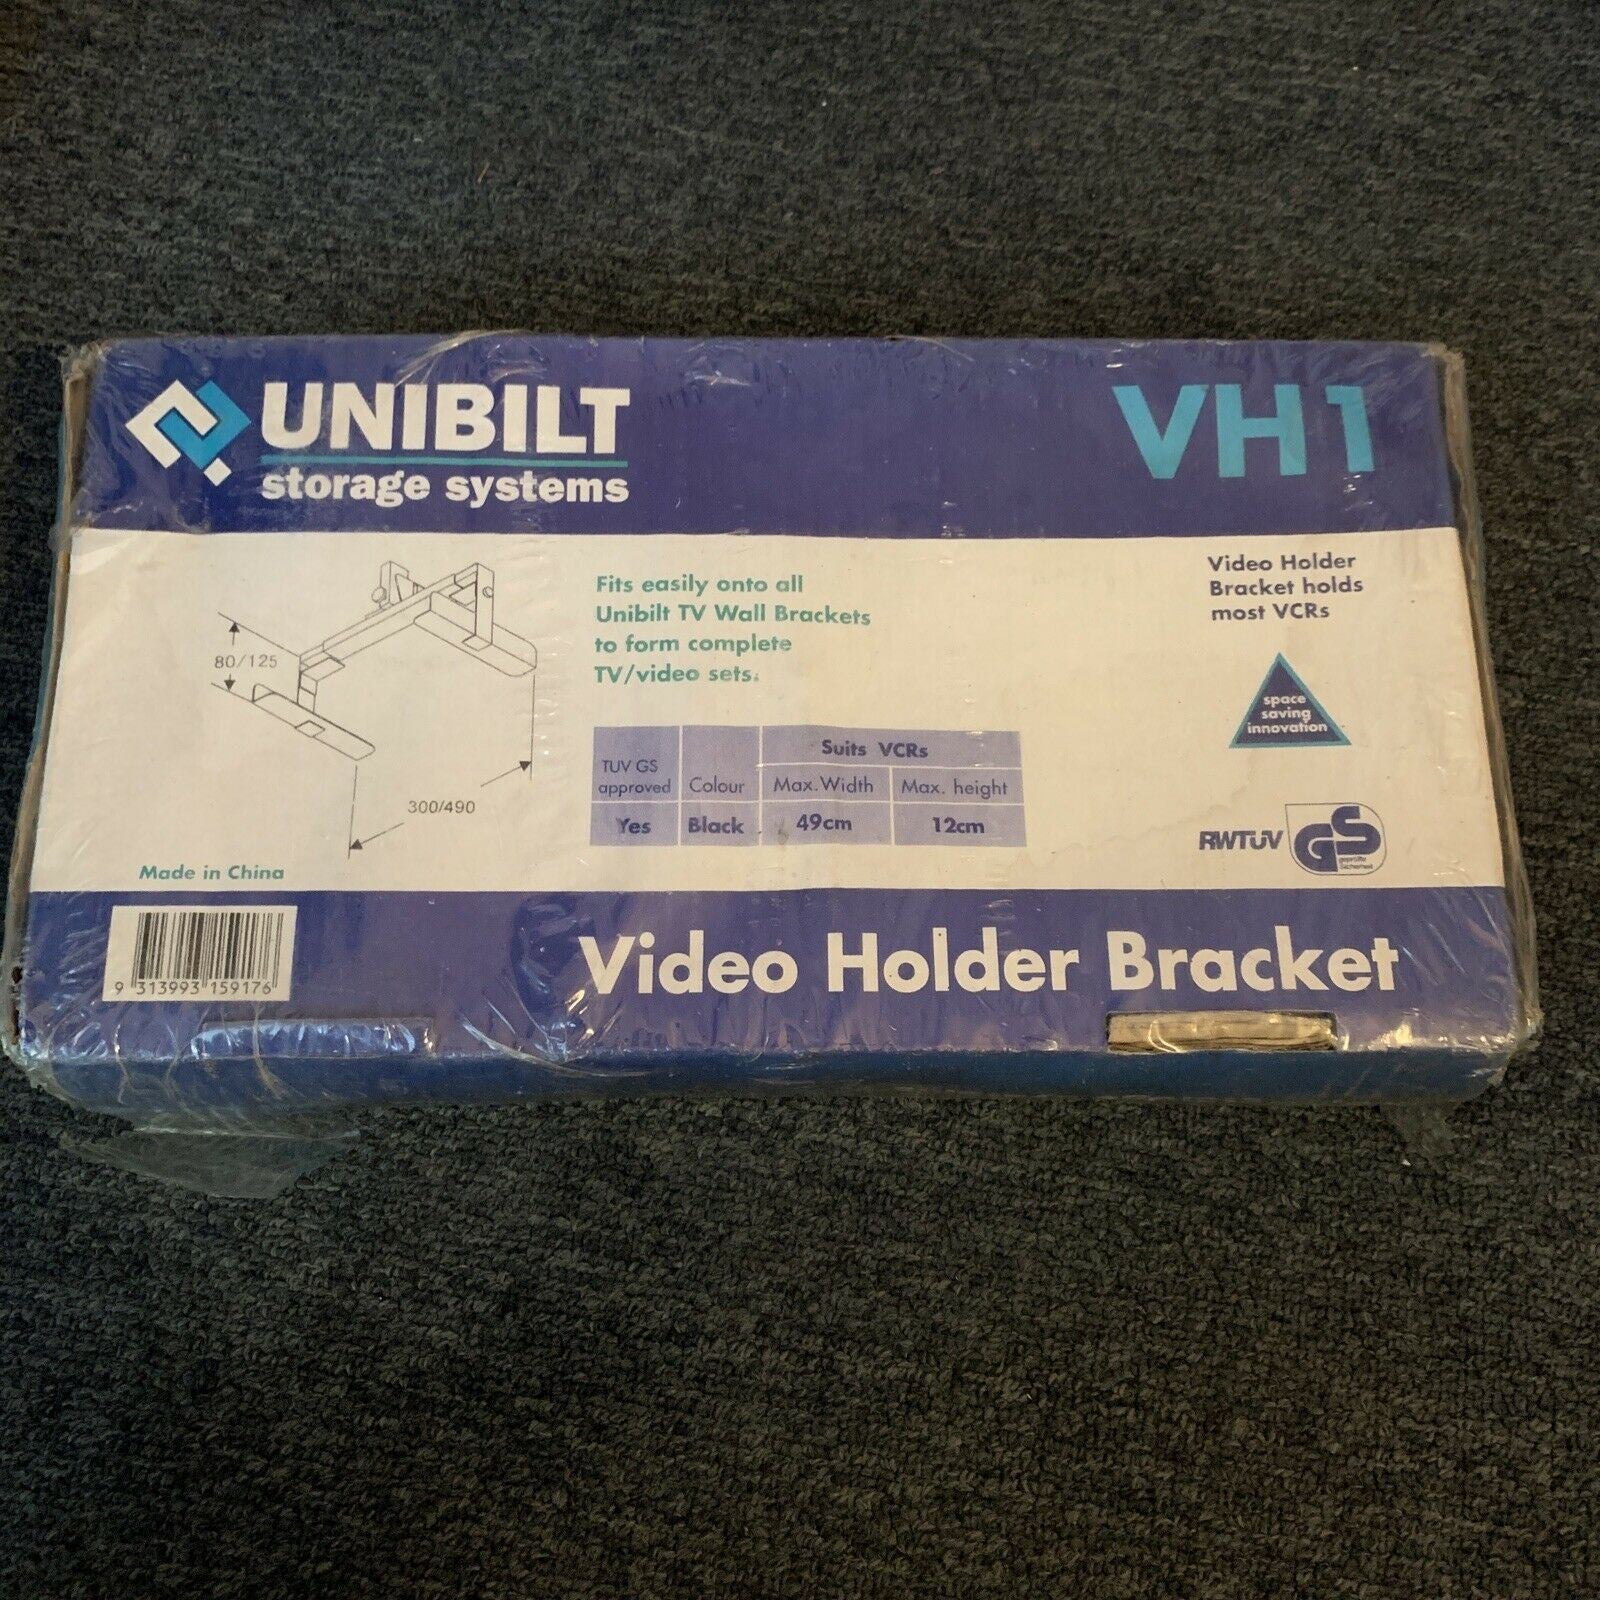 UNIBILT
storage systems
VH1
80/125
300/490
Made in China
Fits easily onto all
Unibilt TV Wall Brackets
to form complete
TV/video sets.
TUV GS
approved
Colour
Suits VCRs
Max. Width
Max. height
Yes
Black
49cm
12cm
Video Holder
Bracket holds
most VCRs
space
saving
innovation
RWTÜV
GS
geprüfte
Sicherheit
9 313993 159176
Video Holder Bracket